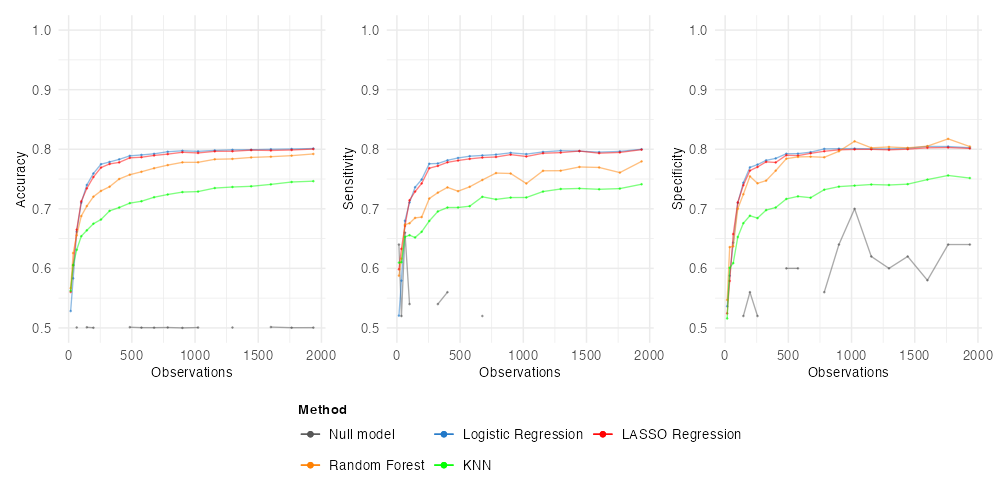 Accuracy
1.0
0.9
0.8
0.7
0.6
0.5
0 500 1000 1500 2000
Observations
Sensitivity
1.0
0.9
0.8
0.7
0.6
0.5
0 500 1000 1500 2000
Observations
Specificity
1.0
0.9
0.8
0.7
0.6
0.5
0 500 1000 1500 2000
Observations
Method
Null model Logistic Regression LASSO Regression
Random Forest KNN